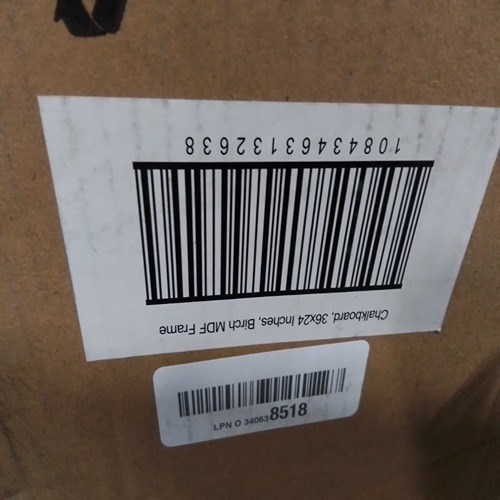 Chalkboard, 36x24 Inches, Birch MDF Frame
10843463132638
LPN O 340638518